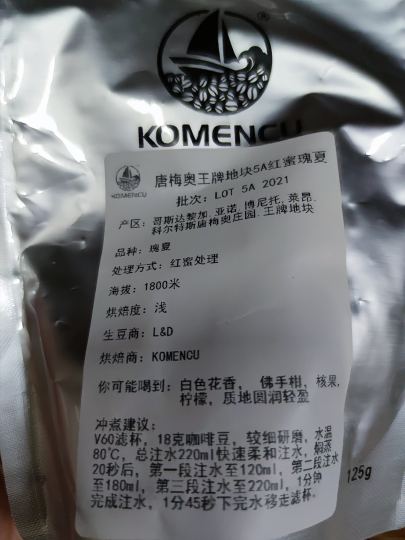 KOMENCU
KOMENCU
唐梅奥王牌地块5A红蜜瑰夏
批次：LOT 5A 2021
产区：哥斯达黎加.亚诺.博尼托.莱昂.
科尔特斯唐梅奥庄园.王牌地块
品种：瑰夏
处理方式：红蜜处理
海拔：1800米
烘焙度：浅
生豆商：L&D
烘焙商：KOMENCU
你可能喝到：白色花香，佛手柑，核果，
柠檬，质地圆润轻盈
冲煮建议：
V60滤杯，18克咖啡豆，较细研磨，水温
80℃，总注水220ml快速柔和注水，焖蒸
20秒后，第一段注水至120ml，第二段注水
至180ml，第三段注水至220ml，1分钟
完成注水，1分45秒下完水移走滤杯。
125g